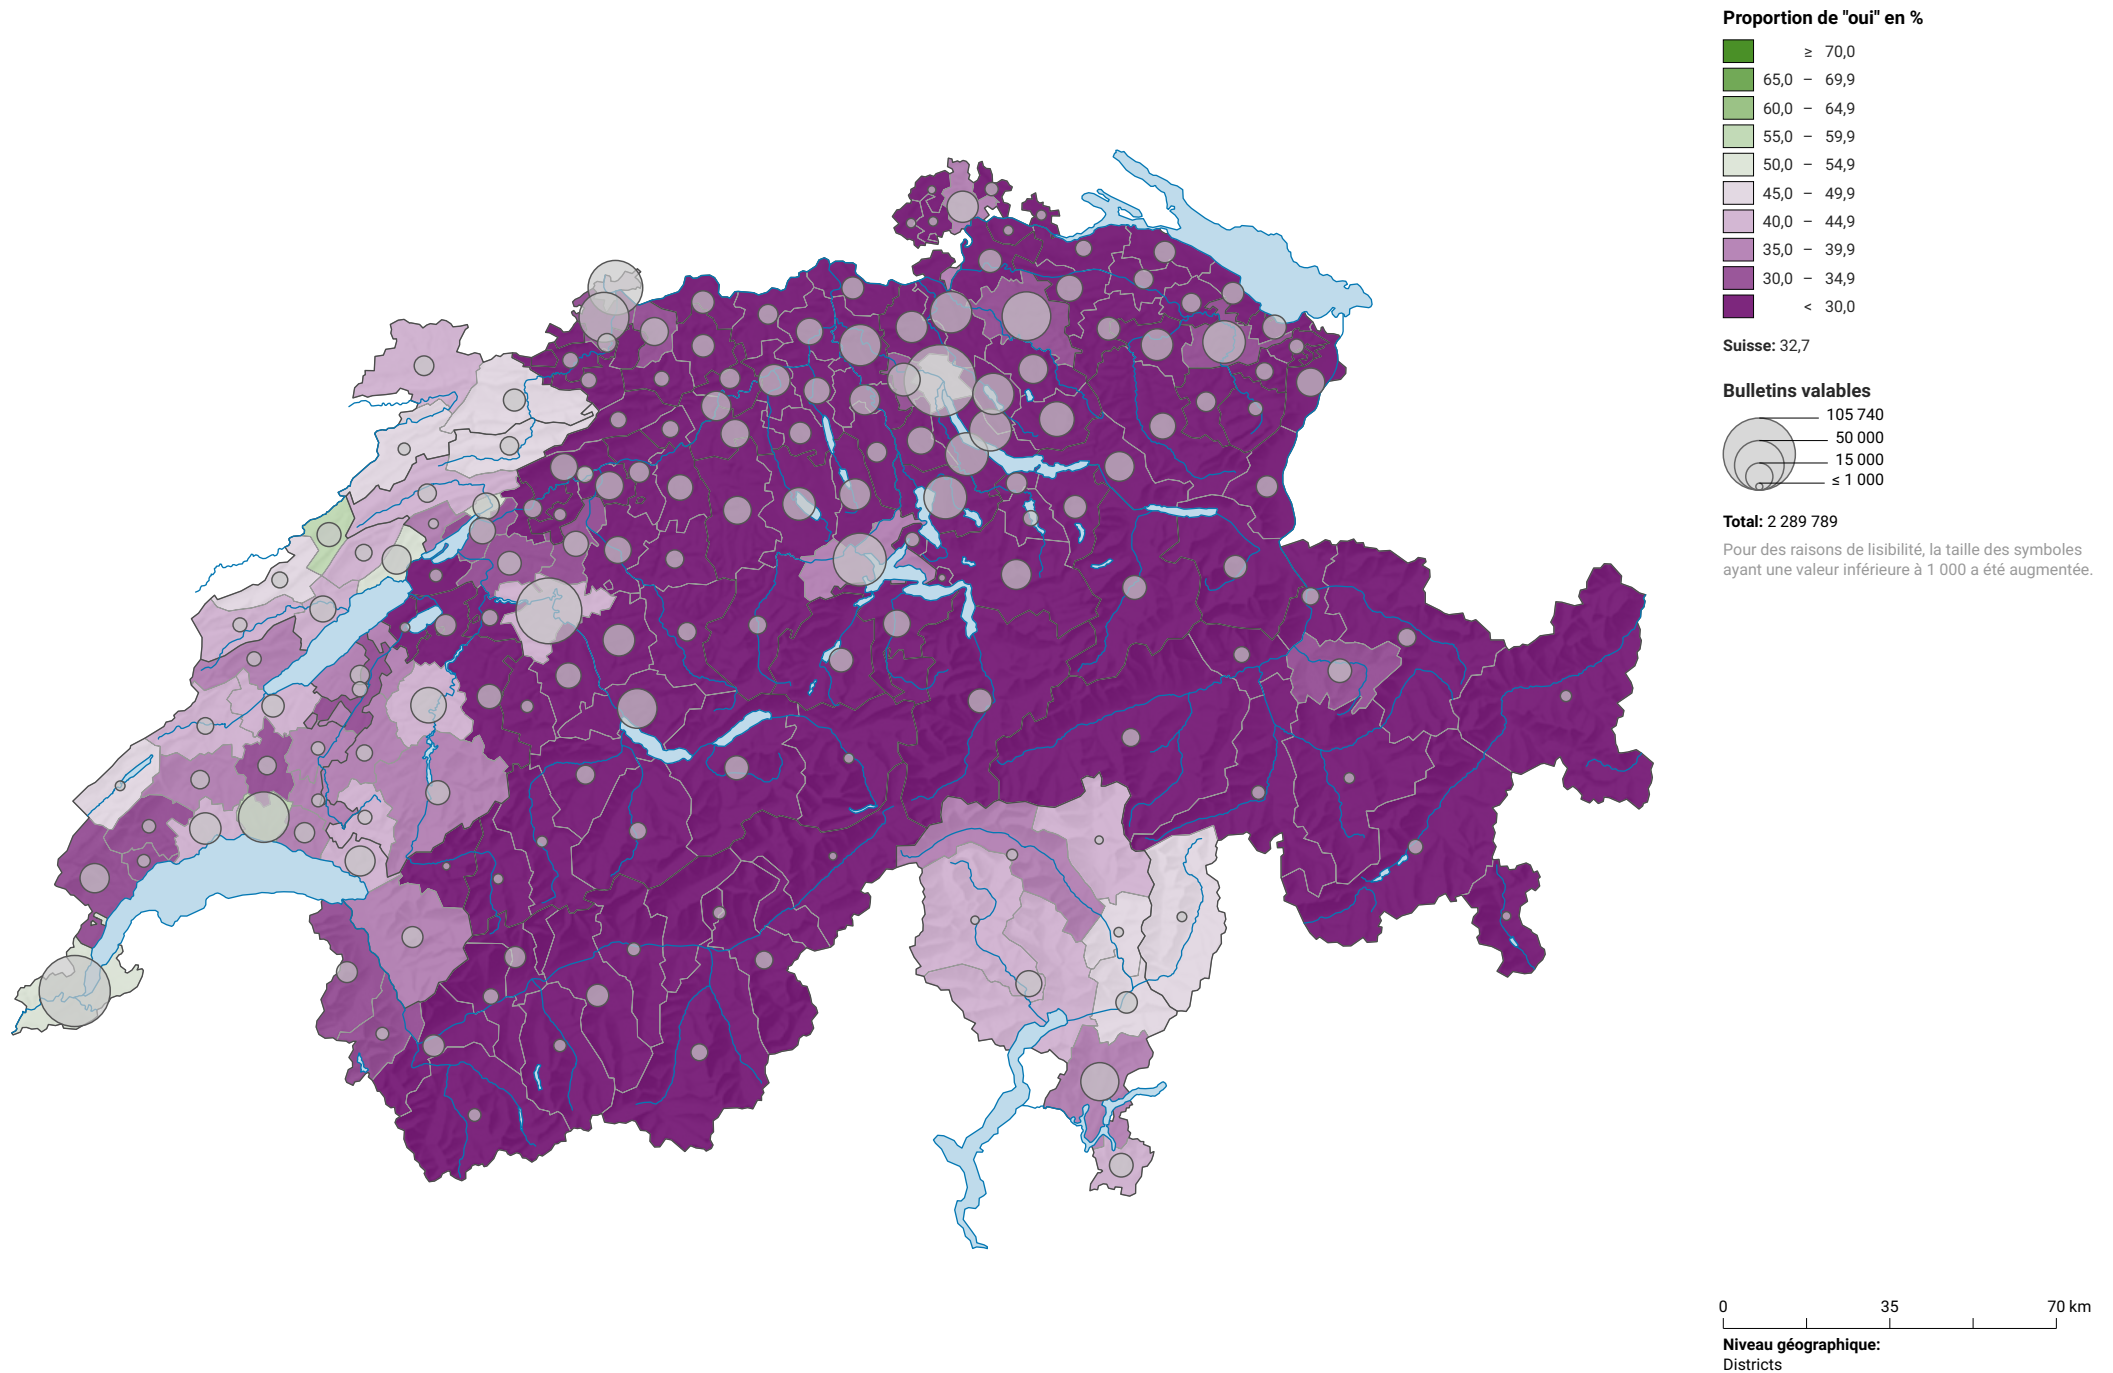 Proportion de "oui" en %
≥ 70,0
65,0 – 69,9
60,0 – 64,9
55,0 – 59,9
50,0 – 54,9
45,0 – 49,9
40,0 – 44,9
35,0 – 39,9
30,0 – 34,9
< 30,0
Suisse: 32,7
Bulletins valables
105 740
50 000
15 000
≤ 1 000
Total: 2 289 789
Pour des raisons de lisibilité, la taille des symboles
ayant une valeur inférieure à 1 000 a été augmentée.
0 35 70 km
Niveau géographique:
Districts